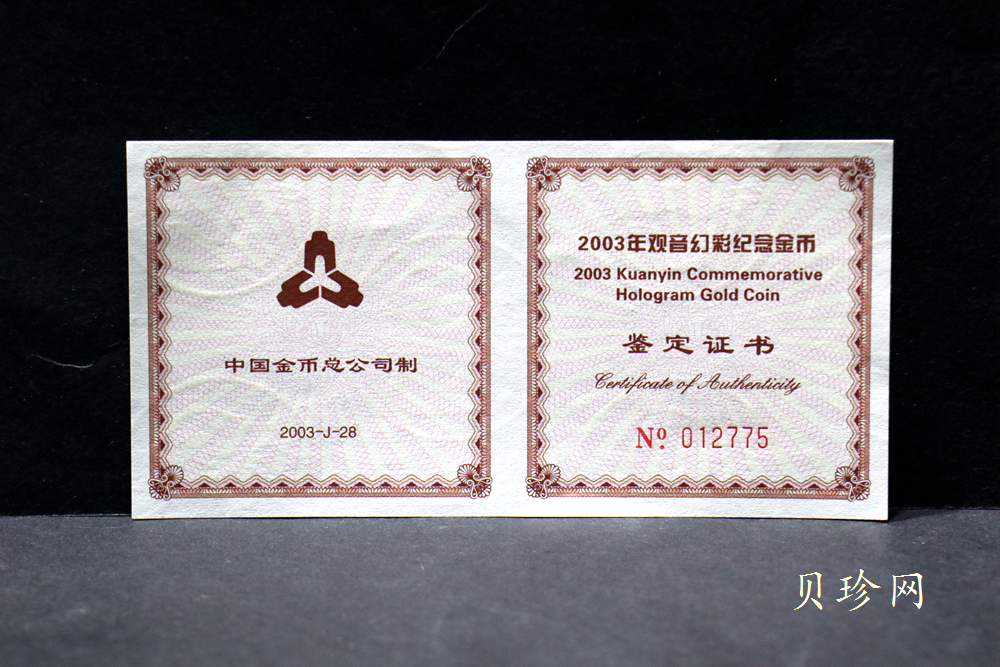 中国金币总公司制
2003-J-28
2003年观音幻彩纪念金币
2003 Kuanyin Commemorative
Hologram Gold Coin
鉴定证书
Certificate of Authenticity
Nº 012775
贝珍网